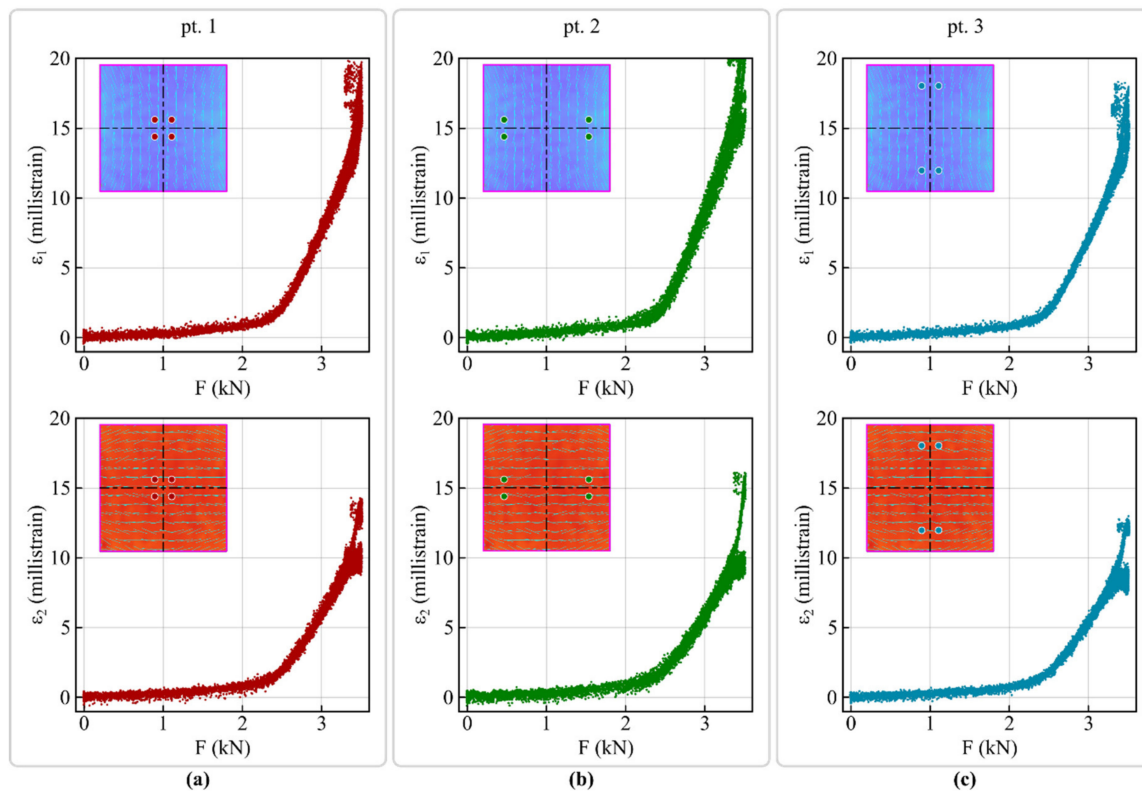 pt. 1
20
15
10
5
0
ε₁ (millistrain)
0 1 2 3
F (kN)
20
15
10
5
0
ε₂ (millistrain)
0 1 2 3
F (kN)
(a)
pt. 2
20
15
10
5
0
ε₁ (millistrain)
0 1 2 3
F (kN)
20
15
10
5
0
ε₂ (millistrain)
0 1 2 3
F (kN)
(b)
pt. 3
20
15
10
5
0
ε₁ (millistrain)
0 1 2 3
F (kN)
20
15
10
5
0
ε₂ (millistrain)
0 1 2 3
F (kN)
(c)